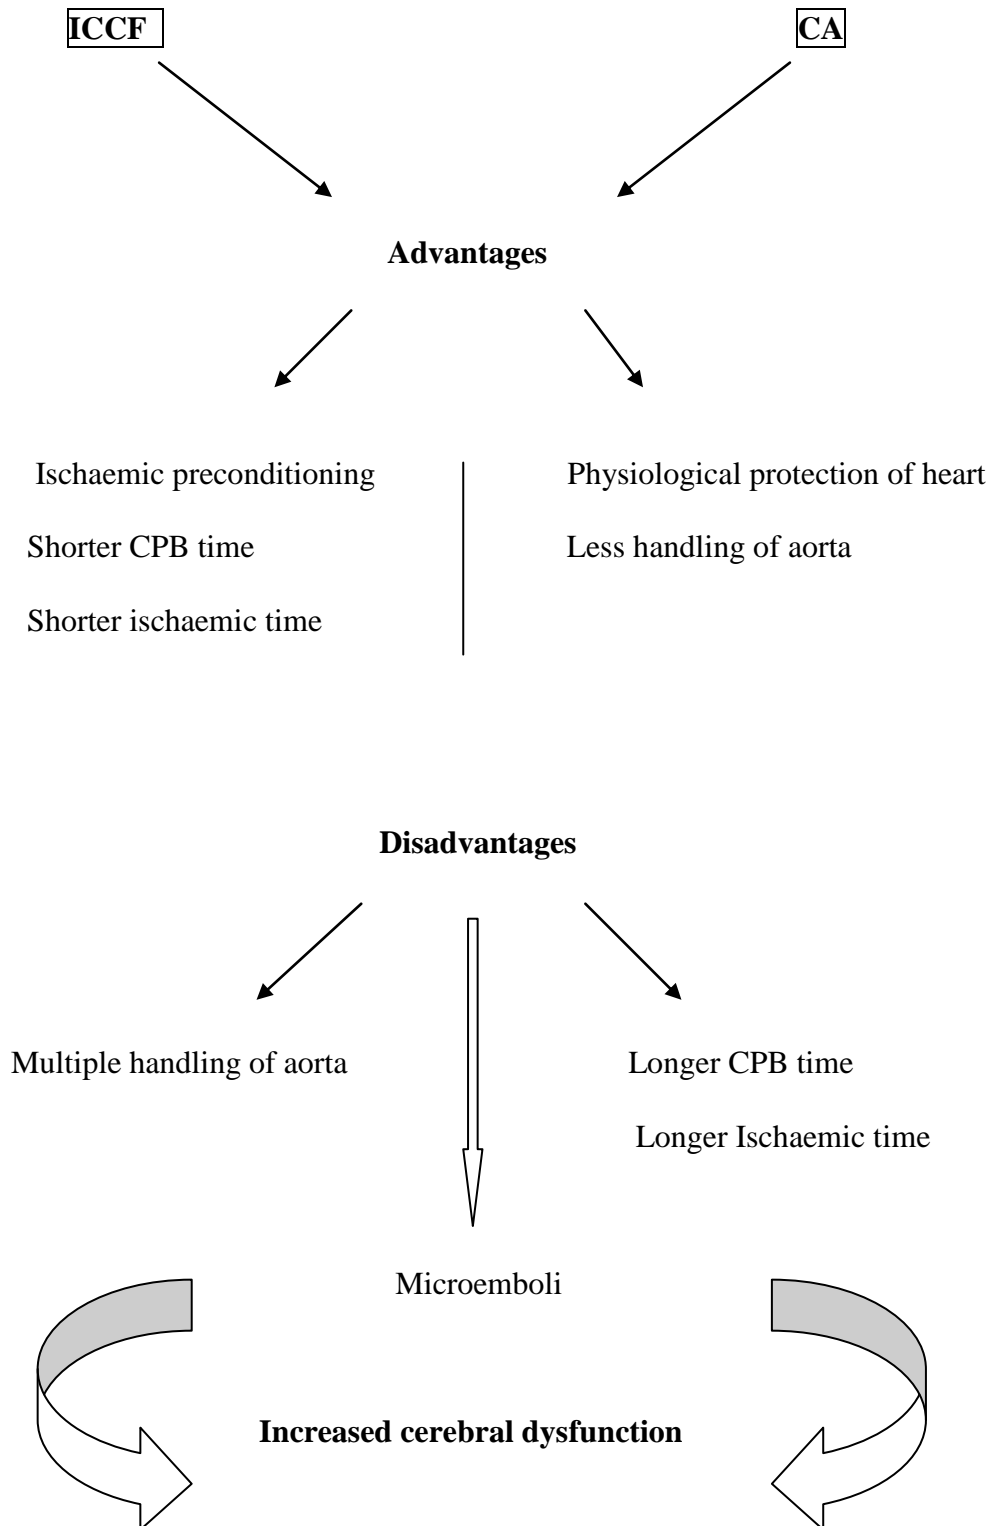 ICCF
CA
Advantages
Ischaemic preconditioning
Physiological protection of heart
Shorter CPB time
Less handling of aorta
Shorter ischaemic time
Disadvantages
Multiple handling of aorta
Longer CPB time
Longer Ischaemic time
Microemboli
Increased cerebral dysfunction